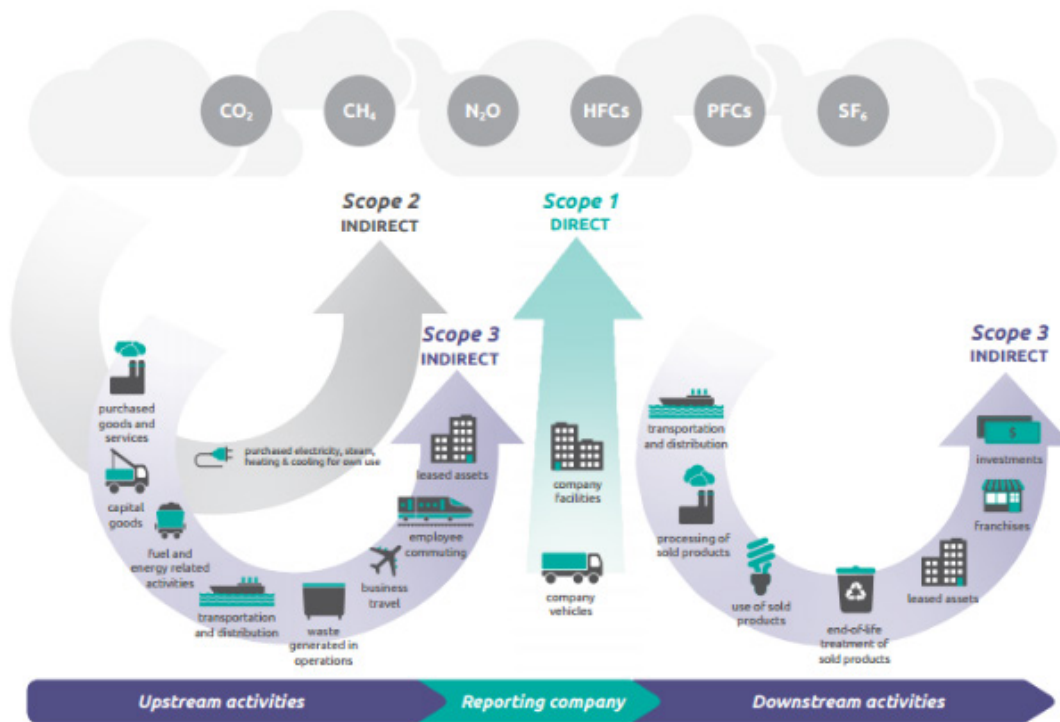 CO₂
CH₄
N₂O
HFCs
PFCs
SF₆
Scope 2
INDIRECT
Scope 1
DIRECT
Scope 3
INDIRECT
Scope 3
INDIRECT
purchased
goods and
services
capital
goods
fuel and
energy related
activities
transportation
and distribution
waste
generated in
operations
business
travel
employee
commuting
leased assets
purchased electricity, steam,
heating & cooling for own use
company
facilities
company
vehicles
transportation
and distribution
processing of
sold products
use of sold
products
end-of-life
treatment of
sold products
leased assets
franchises
investments
$
Upstream activities
Reporting company
Downstream activities